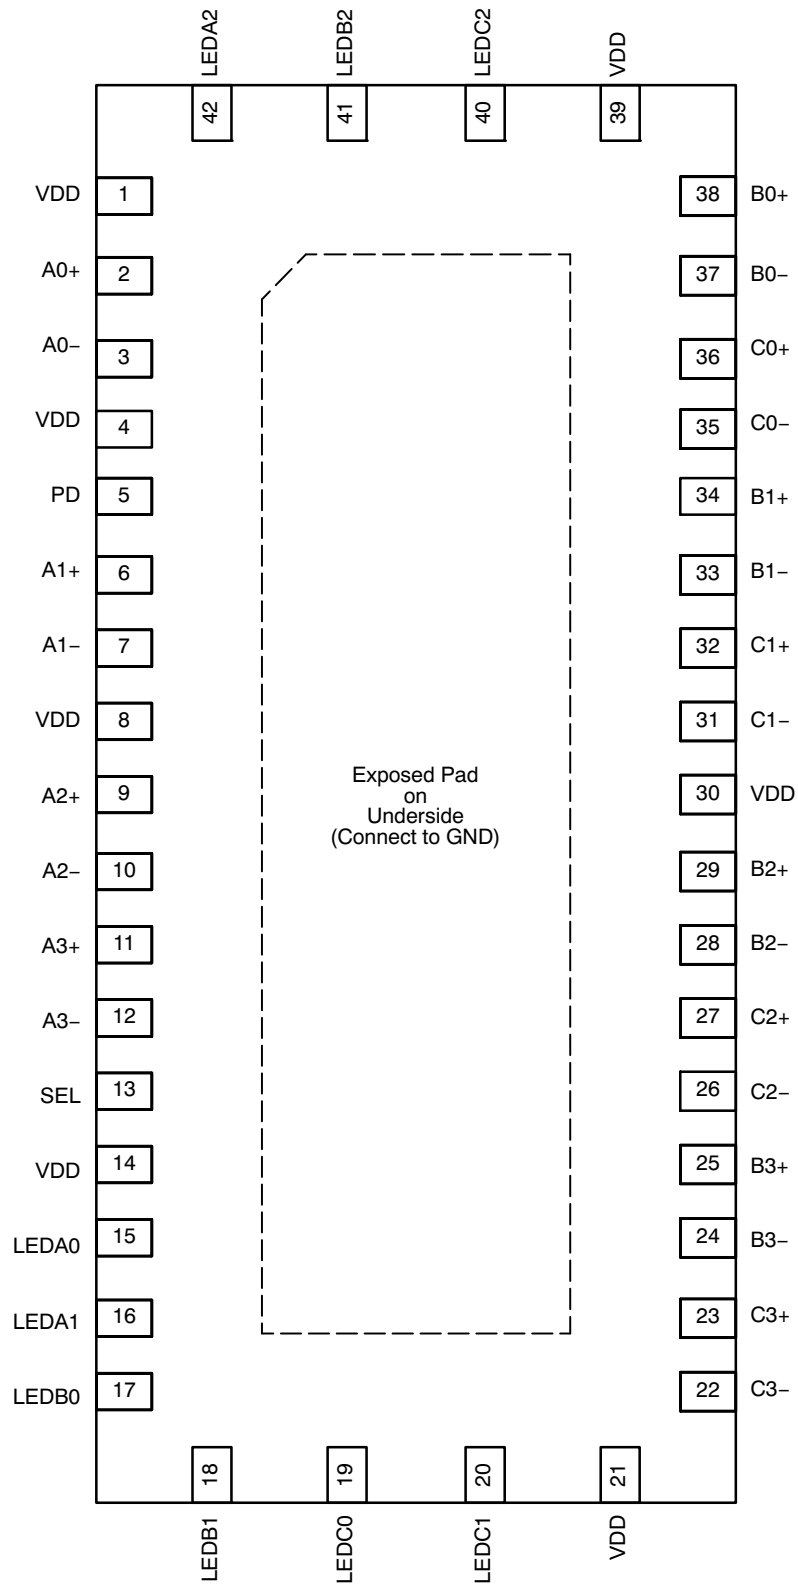 LEDA2
LEDB2
LEDC2
VDD
42
41
40
39
VDD 1
38 B0+
A0+ 2
37 B0−
A0− 3
36 C0+
VDD 4
35 C0−
PD 5
34 B1+
A1+ 6
33 B1−
A1− 7
32 C1+
VDD 8
31 C1−
A2+ 9
30 VDD
A2− 10
29 B2+
A3+ 11
28 B2−
A3− 12
27 C2+
SEL 13
26 C2−
VDD 14
25 B3+
LEDA0 15
24 B3−
LEDA1 16
23 C3+
LEDB0 17
22 C3−
Exposed Pad
on
Underside
(Connect to GND)
18
19
20
21
LEDB1
LEDC0
LEDC1
VDD